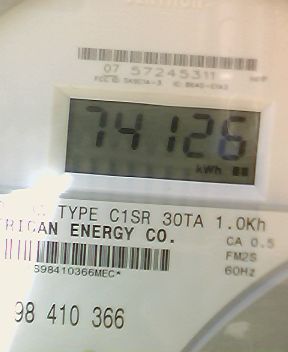 07 57245311
74126
kWh
TYPE C1SR 30TA 1.0Kh
RICAN ENERGY CO.
CA 0.5
FM2S
S98410366MEC*
60Hz
98 410 366